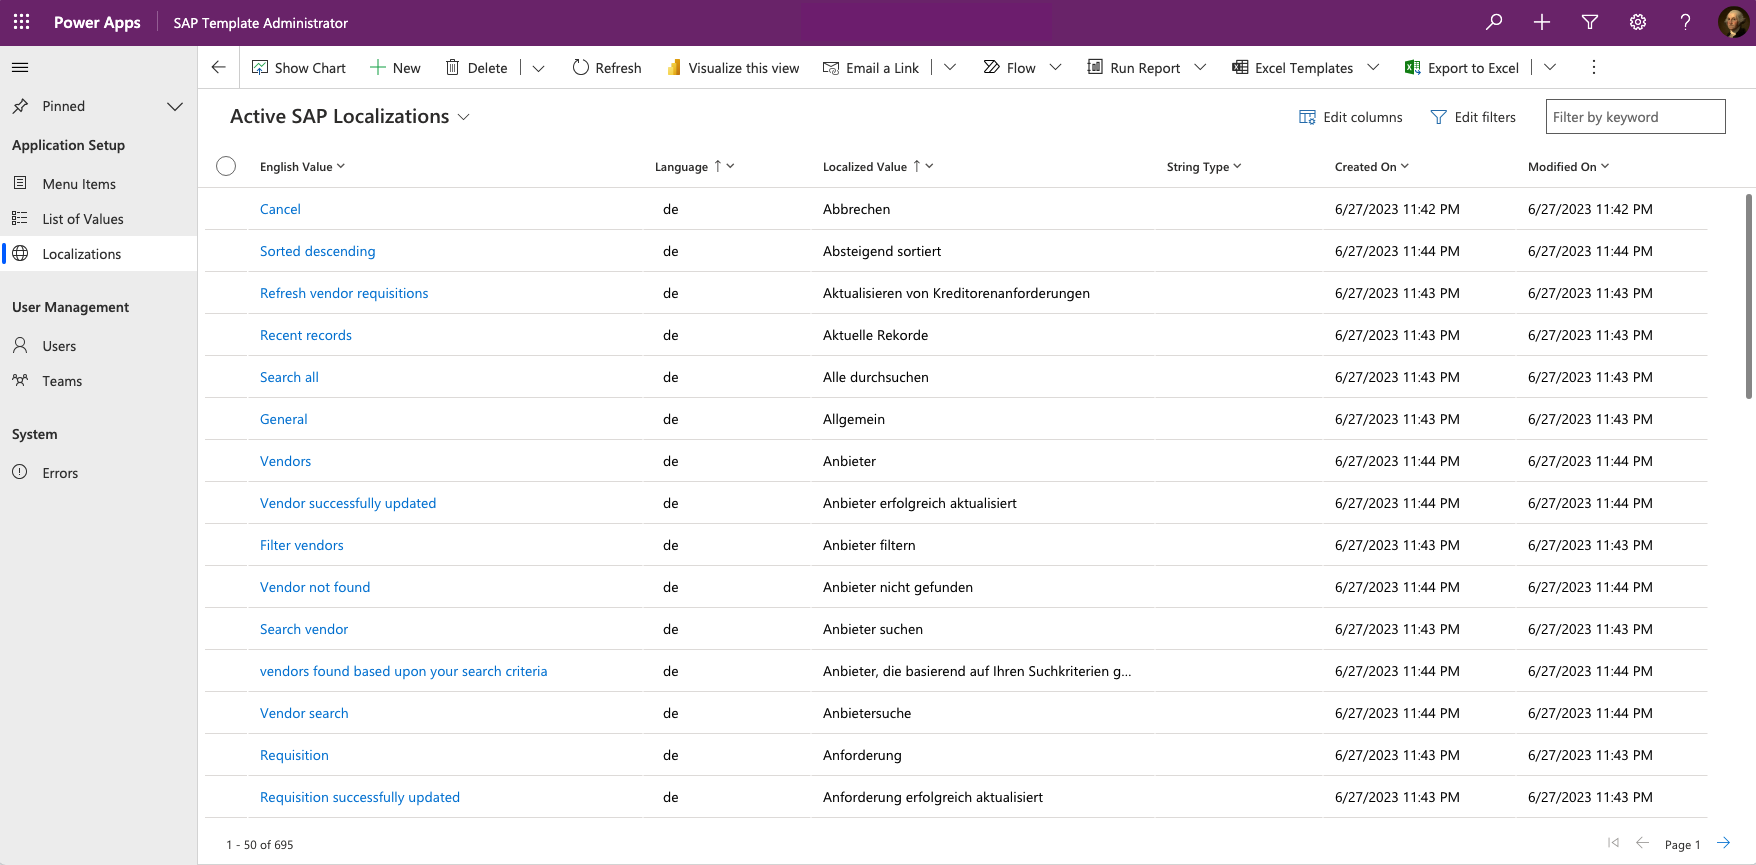 Power Apps SAP Template Administrator
Show Chart New Delete Refresh Visualize this view Email a Link Flow Run Report Excel Templates Export to Excel
Pinned
Application Setup
Menu Items
List of Values
Localizations
User Management
Users
Teams
System
Errors
Active SAP Localizations Edit columns Edit filters Filter by keyword
English Value Language Localized Value String Type Created On Modified On
Cancel de Abbrechen 6/27/2023 11:42 PM 6/27/2023 11:42 PM
Sorted descending de Absteigend sortiert 6/27/2023 11:44 PM 6/27/2023 11:44 PM
Refresh vendor requisitions de Aktualisieren von Kreditorenanforderungen 6/27/2023 11:43 PM 6/27/2023 11:43 PM
Recent records de Aktuelle Rekorde 6/27/2023 11:43 PM 6/27/2023 11:43 PM
Search all de Alle durchsuchen 6/27/2023 11:43 PM 6/27/2023 11:43 PM
General de Allgemein 6/27/2023 11:43 PM 6/27/2023 11:43 PM
Vendors de Anbieter 6/27/2023 11:44 PM 6/27/2023 11:44 PM
Vendor successfully updated de Anbieter erfolgreich aktualisiert 6/27/2023 11:44 PM 6/27/2023 11:44 PM
Filter vendors de Anbieter filtern 6/27/2023 11:43 PM 6/27/2023 11:43 PM
Vendor not found de Anbieter nicht gefunden 6/27/2023 11:44 PM 6/27/2023 11:44 PM
Search vendor de Anbieter suchen 6/27/2023 11:43 PM 6/27/2023 11:43 PM
vendors found based upon your search criteria de Anbieter, die basierend auf Ihren Suchkriterien g... 6/27/2023 11:44 PM 6/27/2023 11:44 PM
Vendor search de Anbietersuche 6/27/2023 11:44 PM 6/27/2023 11:44 PM
Requisition de Anforderung 6/27/2023 11:43 PM 6/27/2023 11:43 PM
Requisition successfully updated de Anforderung erfolgreich aktualisiert 6/27/2023 11:43 PM 6/27/2023 11:43 PM
1 - 50 of 695 Page 1